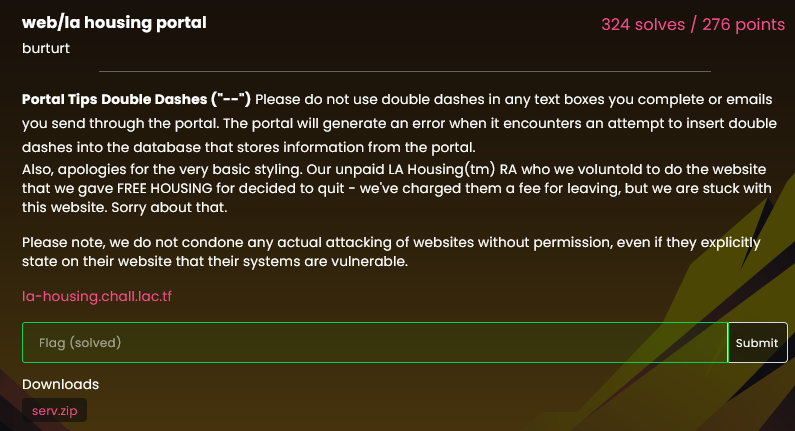 web/la housing portal
324 solves / 276 points
burturt
Portal Tips Double Dashes ("--") Please do not use double dashes in any text boxes you complete or emails
you send through the portal. The portal will generate an error when it encounters an attempt to insert double
dashes into the database that stores information from the portal.
Also, apologies for the very basic styling. Our unpaid LA Housing(tm) RA who we voluntold to do the website
that we gave FREE HOUSING for decided to quit - we've charged them a fee for leaving, but we are stuck with
this website. Sorry about that.
Please note, we do not condone any actual attacking of websites without permission, even if they explicitly
state on their website that their systems are vulnerable.
la-housing.chall.lac.tf
Flag (solved)
Submit
Downloads
serv.zip